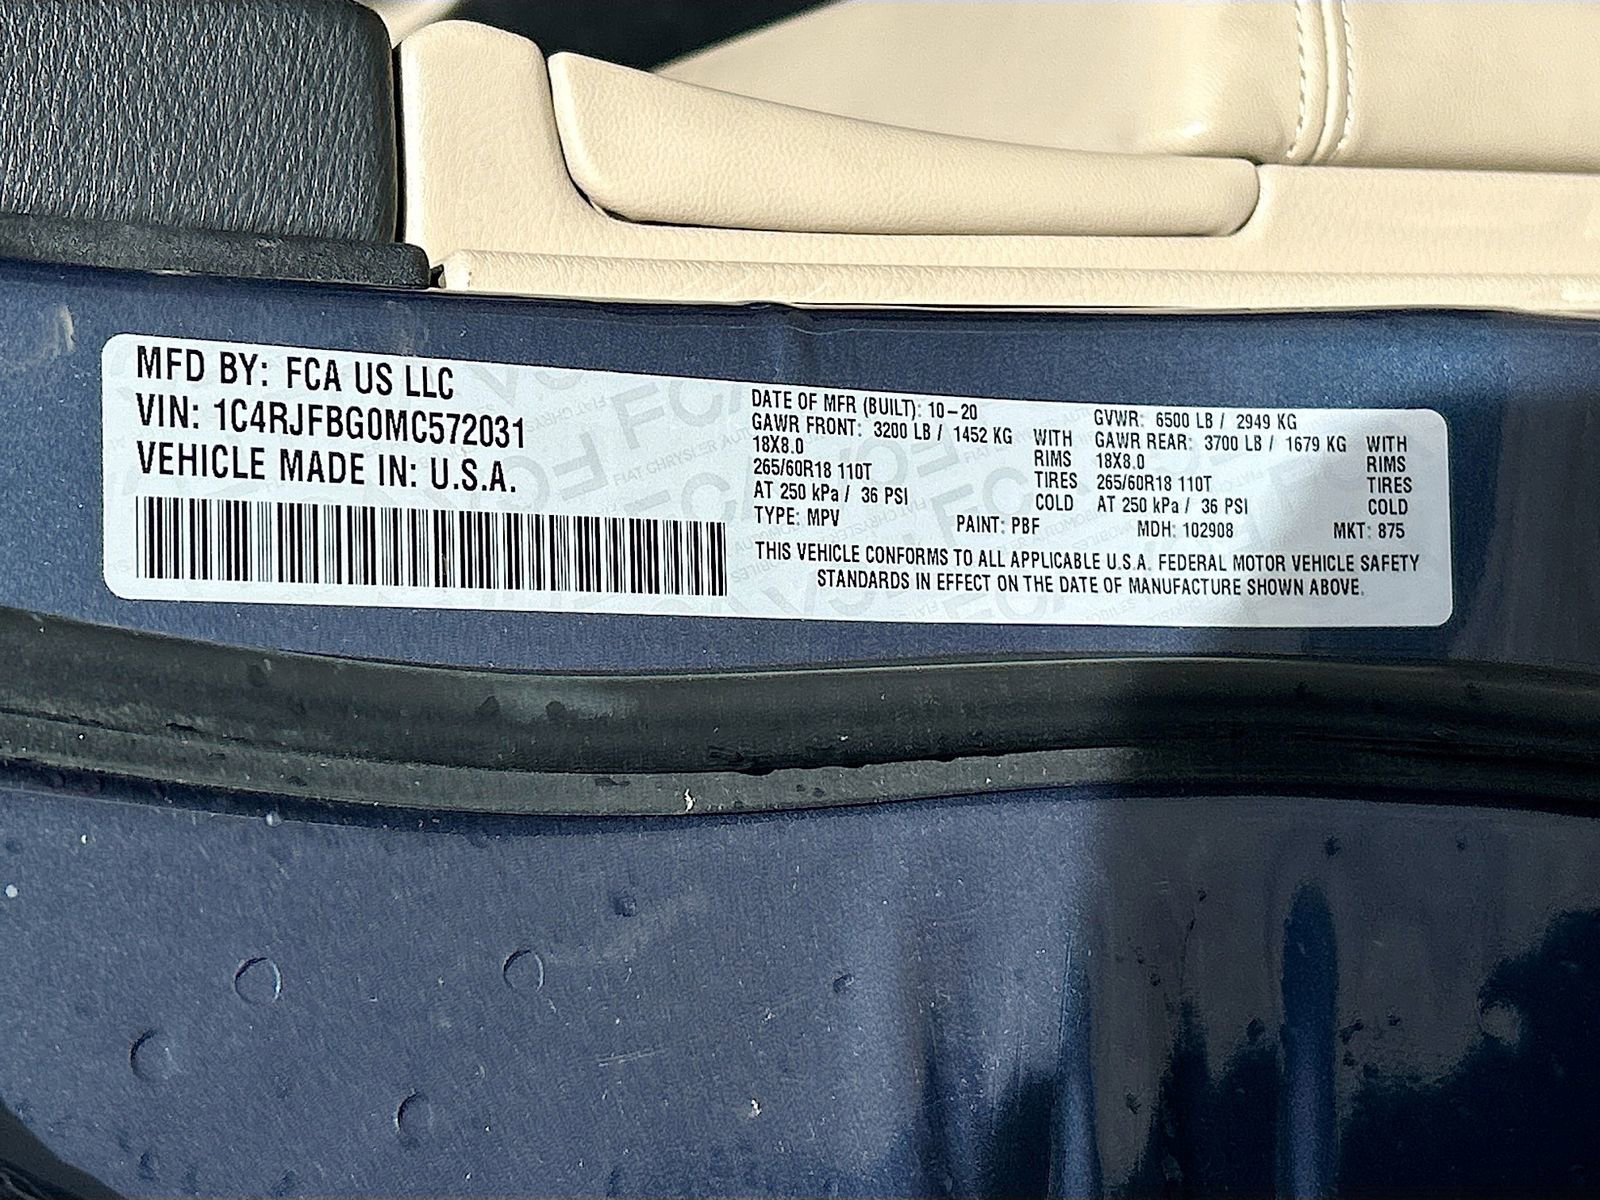 MFD BY: FCA US LLC
VIN: 1C4RJFBG0MC572031
VEHICLE MADE IN: U.S.A.
DATE OF MFR (BUILT): 10-20
GVWR: 6500 LB / 2949 KG
GAWR FRONT: 3200 LB / 1452 KG WITH
18X8.0 RIMS
265/60R18 110T TIRES
AT 250 kPa / 36 PSI COLD
GAWR REAR: 3700 LB / 1679 KG WITH
18X8.0 RIMS
265/60R18 110T TIRES
AT 250 kPa / 36 PSI COLD
TYPE: MPV PAINT: PBF MDH: 102908 MKT: 875
THIS VEHICLE CONFORMS TO ALL APPLICABLE U.S.A. FEDERAL MOTOR VEHICLE SAFETY
STANDARDS IN EFFECT ON THE DATE OF MANUFACTURE SHOWN ABOVE.